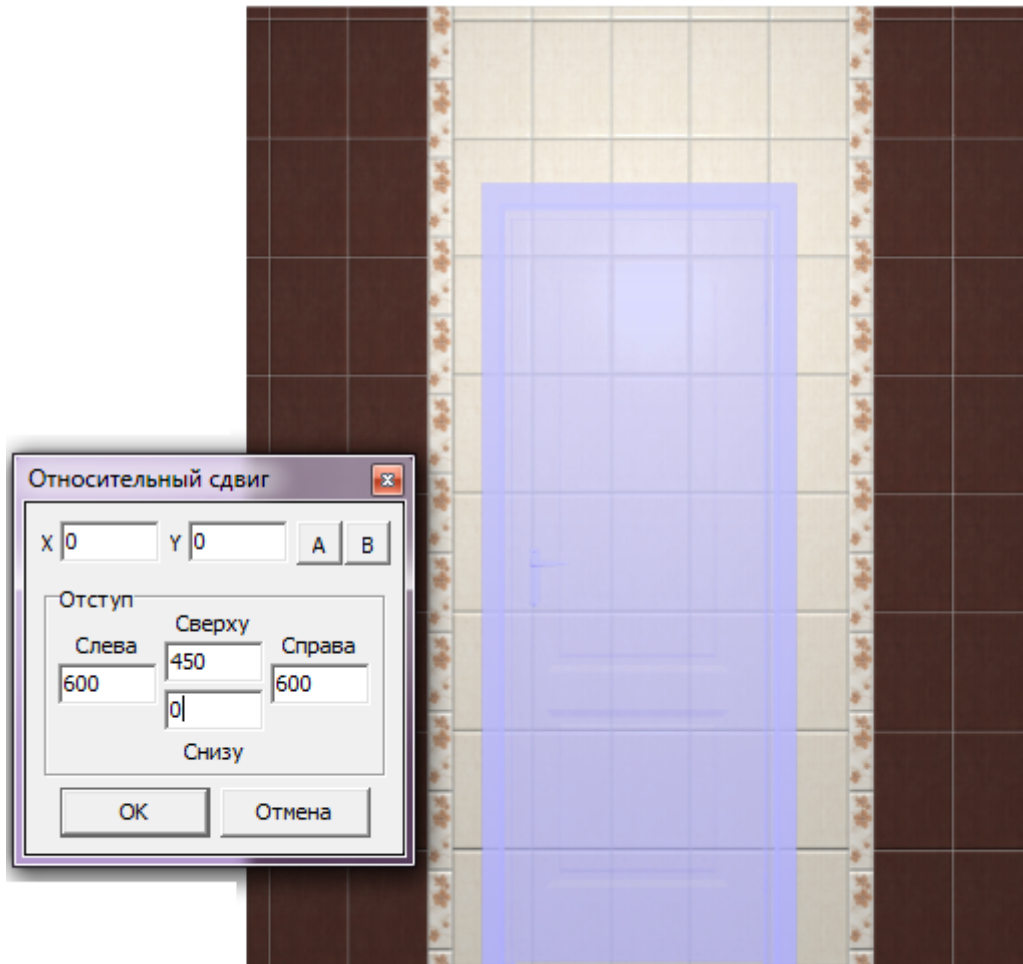 Относительный сдвиг
X 0 Y 0 A B
Отступ
Сверху
Слева Справа
450
600 600
0
Снизу
OK Отмена